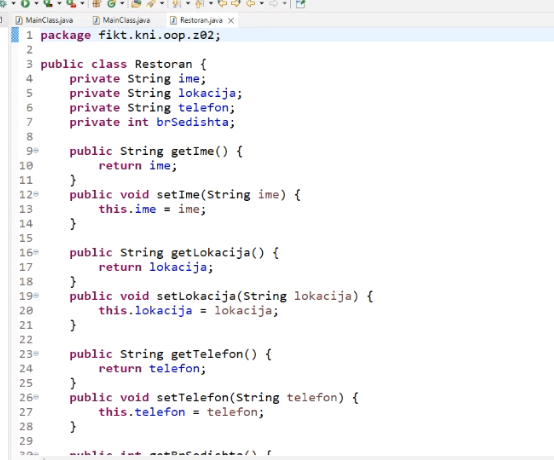 MainClass.java MainClass.java Restoran.java
1 package fikt.kni.oop.z02;
2
3 public class Restoran {
4 private String ime;
5 private String lokacija;
6 private String telefon;
7 private int brSedishta;
8
9 public String getIme() {
10 return ime;
11 }
12 public void setIme(String ime) {
13 this.ime = ime;
14 }
15
16 public String getLokacija() {
17 return lokacija;
18 }
19 public void setLokacija(String lokacija) {
20 this.lokacija = lokacija;
21 }
22
23 public String getTelefon() {
24 return telefon;
25 }
26 public void setTelefon(String telefon) {
27 this.telefon = telefon;
28 }
29
30 public int getBrSedishta() {